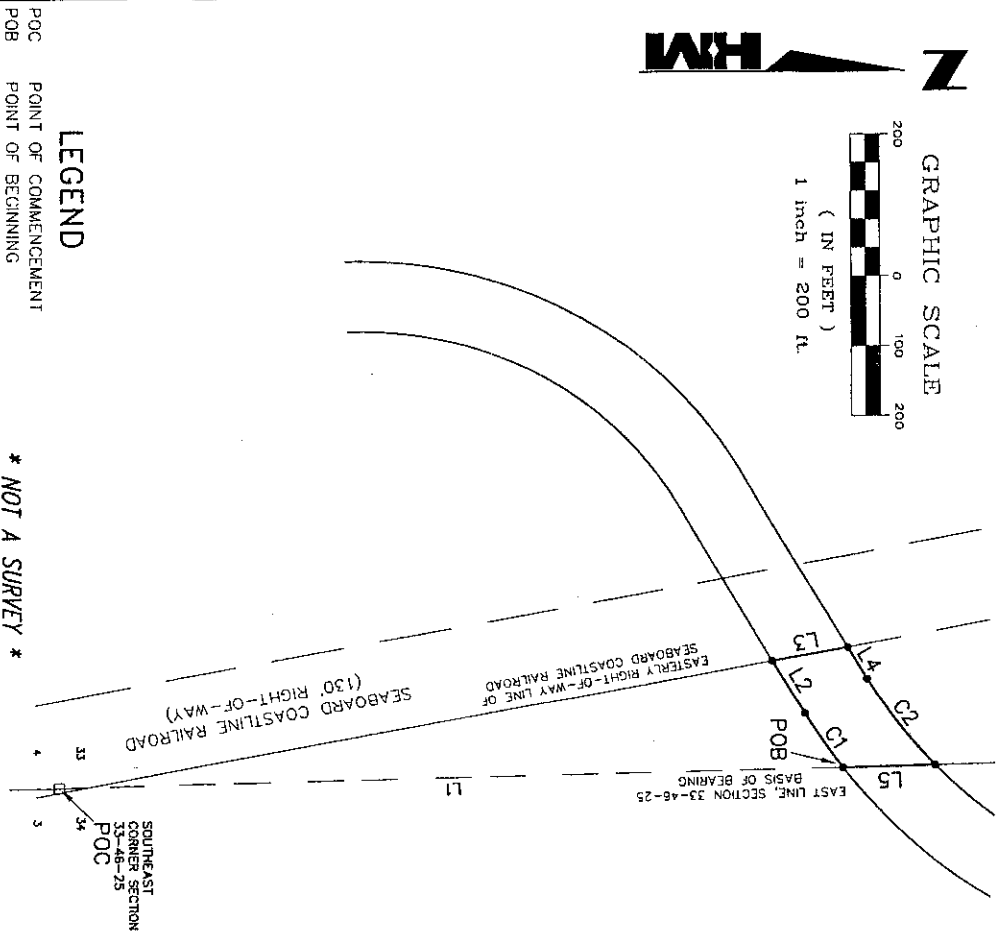 N
HM
GRAPHIC SCALE
200 0 100 200
( IN FEET )
1 inch = 200 ft.
L3
L4
C2
L2
C1
L5
POB
EASTERLY RIGHT-OF-WAY LINE OF
SEABOARD COASTLINE RAILROAD
SEABOARD COASTLINE RAILROAD
(130' RIGHT-OF-WAY)
EAST LINE, SECTION 33-46-25
BASIS OF BEARING
L1
33
4
34
3
SOUTHEAST
CORNER SECTION
33-46-25
POC
LEGEND
POC POINT OF COMMENCEMENT
POB POINT OF BEGINNING
* NOT A SURVEY *